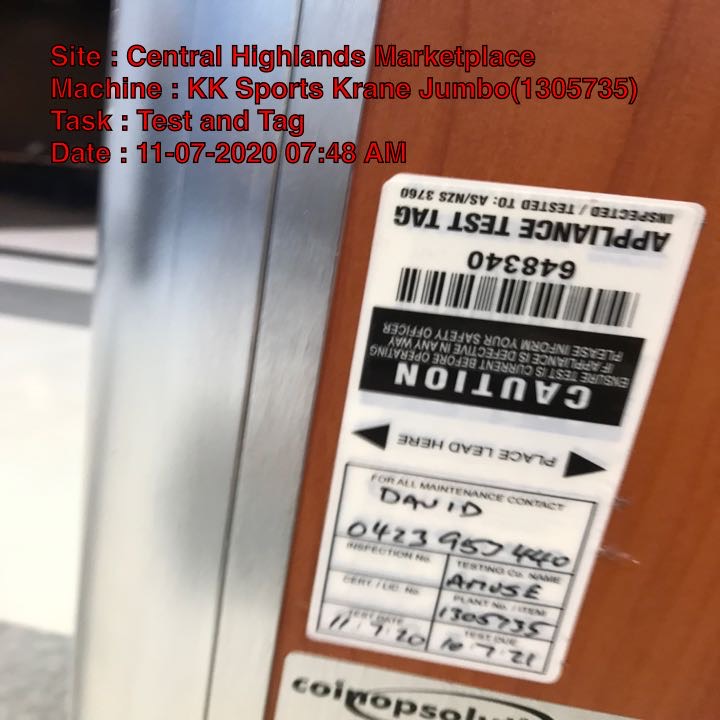 Site : Central Highlands Marketplace
Machine : KK Sports Krane Jumbo(1305735)
Task : Test and Tag
Date : 11-07-2020 07:48 AM
INSPECTED / TESTED TO: AS/NZS 3760
APPLIANCE TEST TAG
648340
CAUTION
ENSURE TEST IS CURRENT BEFORE OPERATING
IF APPLIANCE IS DEFECTIVE IN ANY WAY
PLEASE INFORM YOUR SAFETY OFFICER
PLACE LEAD HERE
FOR ALL MAINTENANCE CONTACT
DAVID
0423 957 440
INSPECTION No.
TESTING Co. NAME
AMUSE
CERT. / LIC. No.
PLANT No. / ITEM
1305735
TEST DATE
11.7.20
TEST DUE
10.7.21